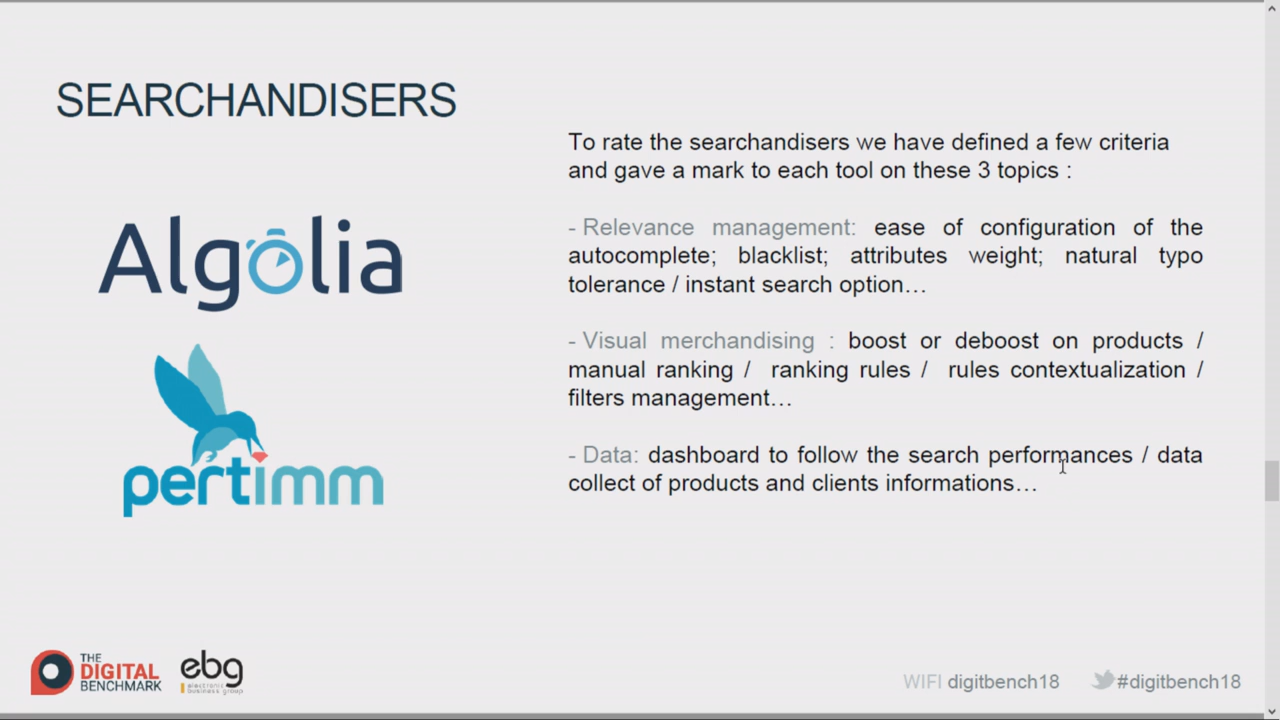 SEARCHANDISERS
To rate the searchandisers we have defined a few criteria
and gave a mark to each tool on these 3 topics :
Algolia
- Relevance management: ease of configuration of the
autocomplete; blacklist; attributes weight; natural typo
tolerance / instant search option…
pertimm
- Visual merchandising : boost or deboost on products /
manual ranking / ranking rules / rules contextualization /
filters management…
- Data: dashboard to follow the search performances / data
collect of products and clients informations…
THE
DIGITAL
BENCHMARK
ebg
electronic
business group
WIFI digitbench18
#digitbench18